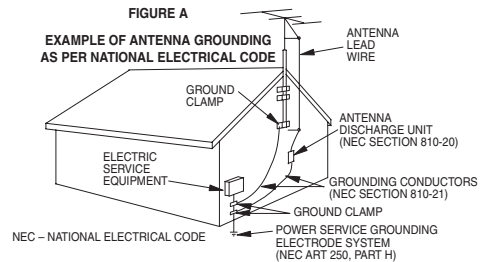 FIGURE A
EXAMPLE OF ANTENNA GROUNDING
AS PER NATIONAL ELECTRICAL CODE
ANTENNA
LEAD
WIRE
GROUND
CLAMP
ANTENNA
DISCHARGE UNIT
(NEC SECTION 810-20)
ELECTRIC
SERVICE
EQUIPMENT
GROUNDING CONDUCTORS
(NEC SECTION 810-21)
GROUND CLAMP
POWER SERVICE GROUNDING
ELECTRODE SYSTEM
(NEC ART 250, PART H)
NEC – NATIONAL ELECTRICAL CODE